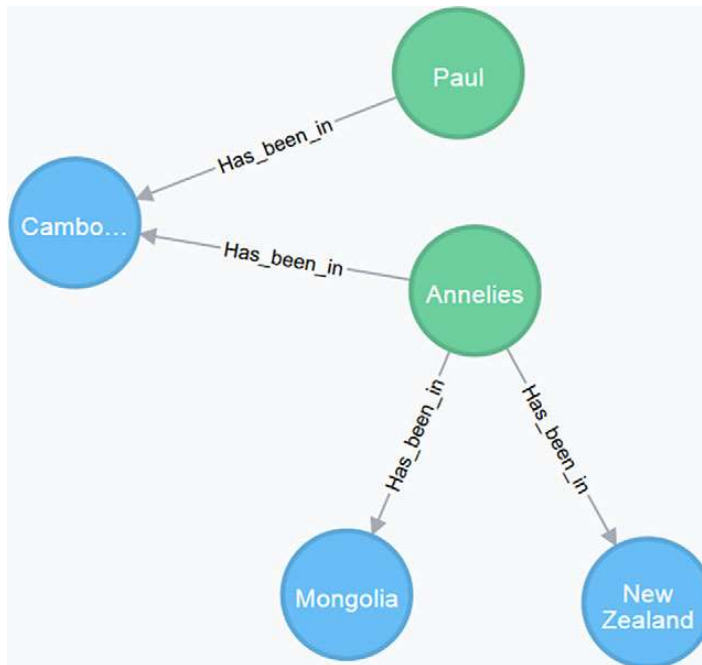 Paul
Has_been_in
Cambo...
Has_been_in
Annelies
Has_been_in
Has_been_in
Mongolia
New
Zealand